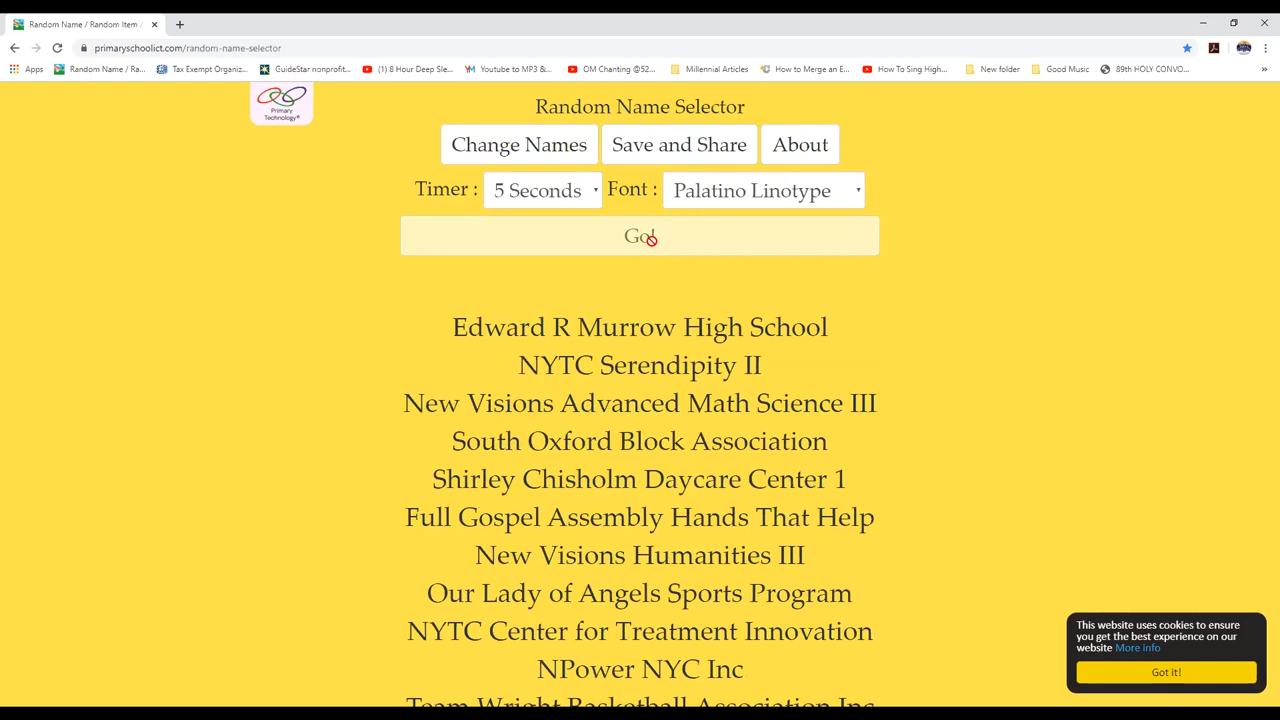 Random Name / Random Item /
primaryschoolict.com/random-name-selector
Apps Random Name / Ra... Tax Exempt Organiz... GuideStar nonprofit... (1) 8 Hour Deep Sle... Youtube to MP3 &... OM Chanting @52... Millennial Articles How to Merge an E... How To Sing High... New folder Good Music 89th HOLY CONVO... »
Primary
Technology®
Random Name Selector
Change Names Save and Share About
Timer : 5 Seconds Font : Palatino Linotype
Go!
Edward R Murrow High School
NYTC Serendipity II
New Visions Advanced Math Science III
South Oxford Block Association
Shirley Chisholm Daycare Center 1
Full Gospel Assembly Hands That Help
New Visions Humanities III
Our Lady of Angels Sports Program
NYTC Center for Treatment Innovation
NPower NYC Inc
Team Wright Basketball Association Inc
This website uses cookies to ensure
you get the best experience on our
website More info
Got it!